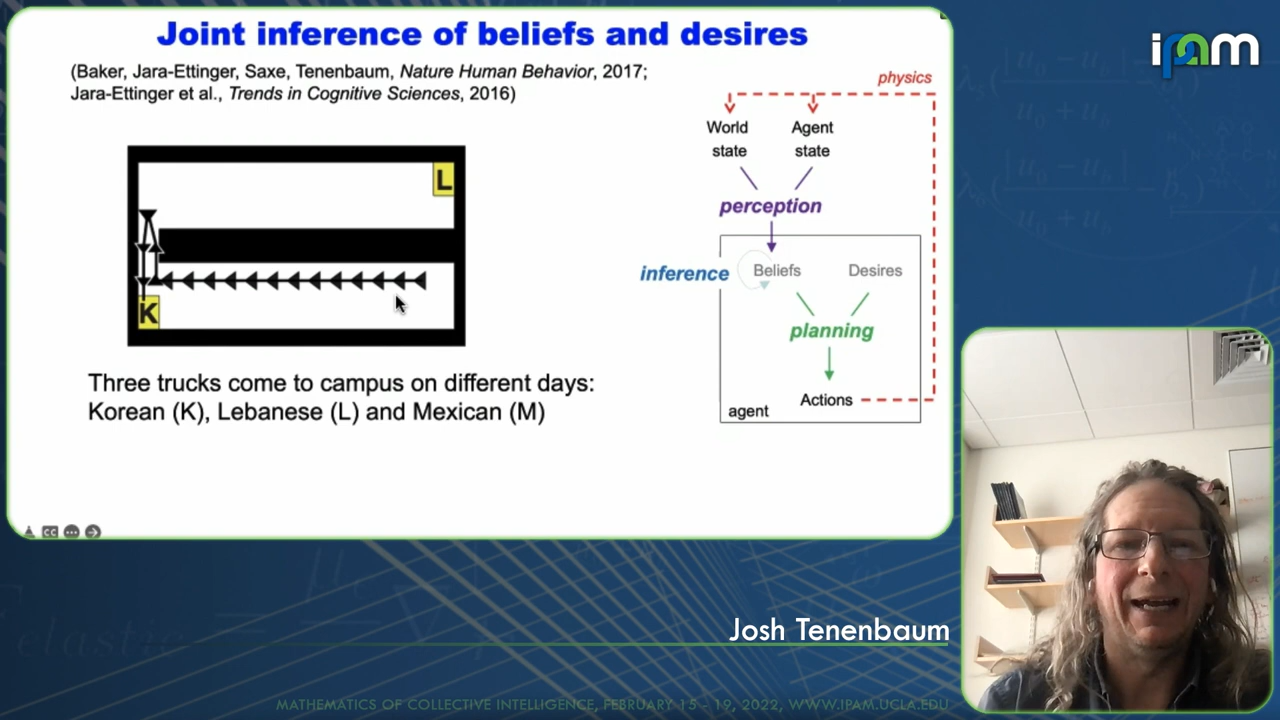 Joint inference of beliefs and desires
(Baker, Jara-Ettinger, Saxe, Tenenbaum, Nature Human Behavior, 2017;
Jara-Ettinger et al., Trends in Cognitive Sciences, 2016)
L
K
Three trucks come to campus on different days:
Korean (K), Lebanese (L) and Mexican (M)
physics
World
state
Agent
state
perception
inference
Beliefs
Desires
planning
Actions
agent
CC
ipam
Josh Tenenbaum
MATHEMATICS OF COLLECTIVE INTELLIGENCE, FEBRUARY 15 - 19, 2022, WWW.IPAM.UCLA.EDU